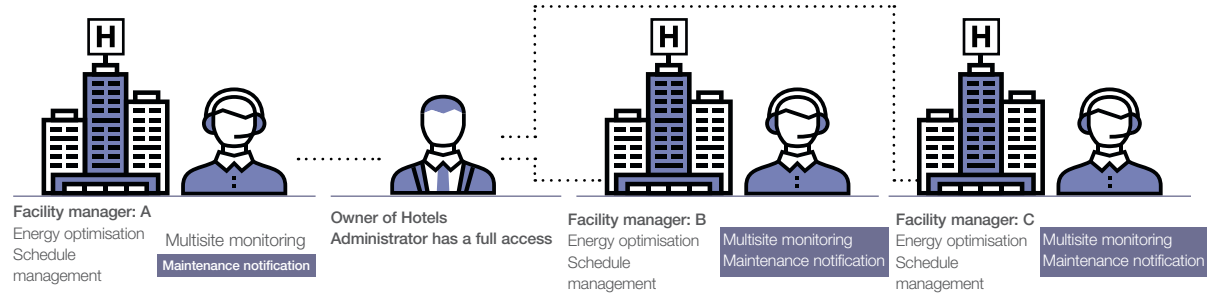 H
H
H
Facility manager: A
Energy optimisation
Schedule
management
Multisite monitoring
Maintenance notification
Owner of Hotels
Administrator has a full access
Facility manager: B
Energy optimisation
Schedule
management
Multisite monitoring
Maintenance notification
Facility manager: C
Energy optimisation
Schedule
management
Multisite monitoring
Maintenance notification